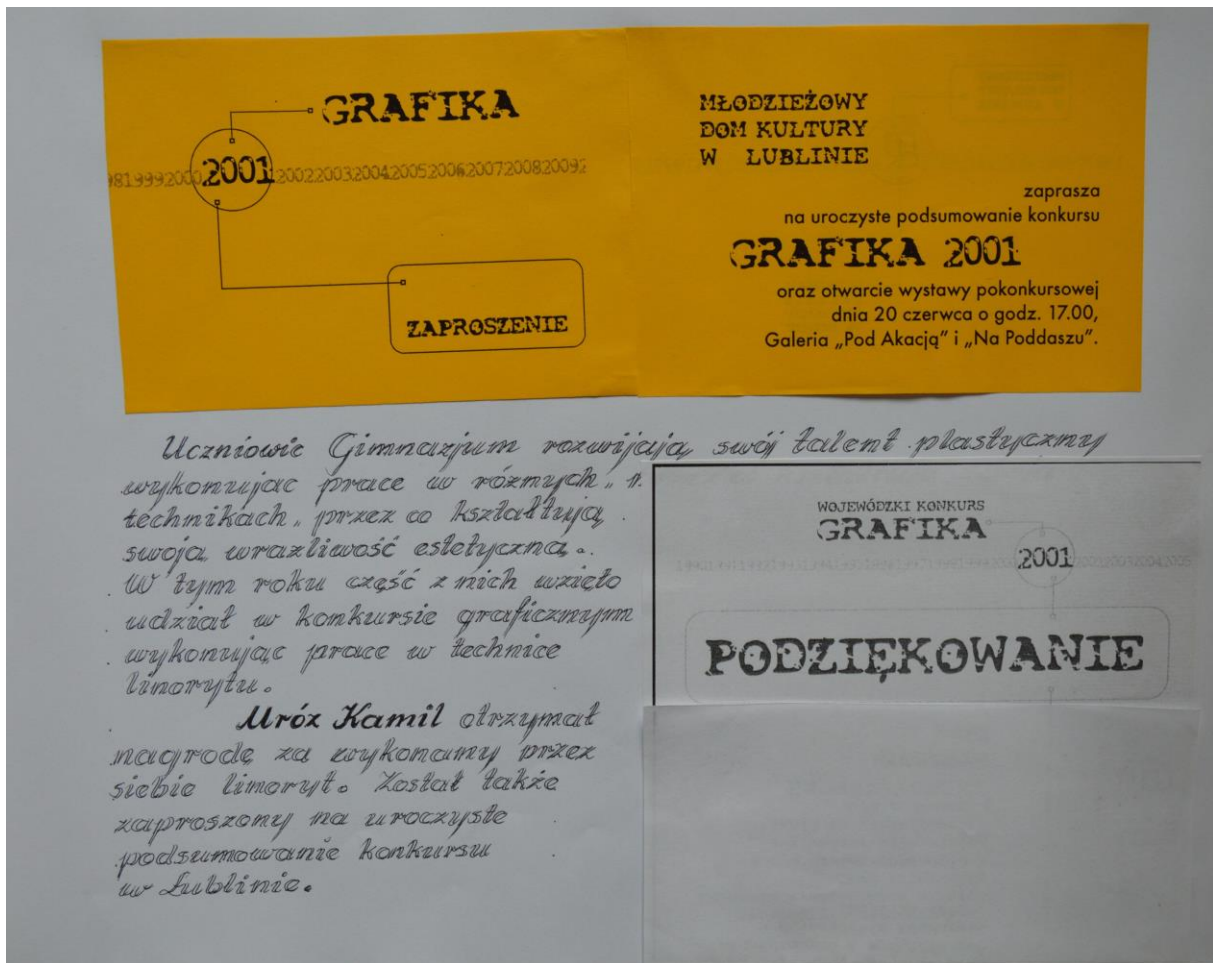 GRAFIKA
9819992000 2001 20022003200420052006200720082009
ZAPROSZENIE
MŁODZIEŻOWY
DOM KULTURY
W LUBLINIE
zaprasza
na uroczyste podsumowanie konkursu
GRAFIKA 2001
oraz otwarcie wystawy pokonkursowej
dnia 20 czerwca o godz. 17.00,
Galeria „Pod Akacją” i „Na Poddaszu”.
Uczniowie Gimnazjum rozwijają swój talent plastyczny
wykonując prace w różnych
technikach, przez co kształtują
swoją wrażliwość estetyczną.
W tym roku część z nich wzięło
udział w konkursie graficznym
wykonując prace w technice
linorytu.
Mróz Kamil otrzymał
nagrodę za wykonany przez
siebie linoryt. Został także
zaproszony na uroczyste
podsumowanie konkursu
w Lublinie.
WOJEWÓDZKI KONKURS
GRAFIKA
2001
PODZIĘKOWANIE